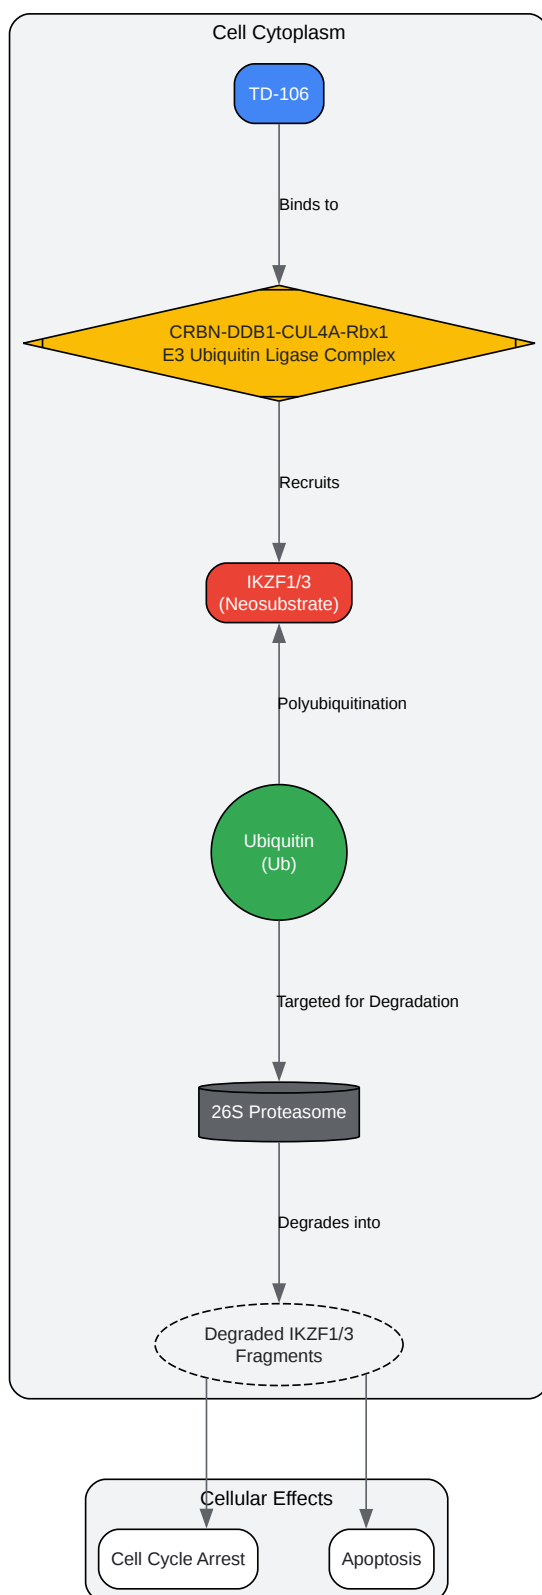 Cell Cytoplasm
TD-106
Binds to
CRBN-DDB1-CUL4A-Rbx1
E3 Ubiquitin Ligase Complex
Recruits
IKZF1/3
(Neosubstrate)
Polyubiquitination
Ubiquitin
(Ub)
Targeted for Degradation
26S Proteasome
Degrades into
Degraded IKZF1/3
Fragments
Cellular Effects
Cell Cycle Arrest
Apoptosis